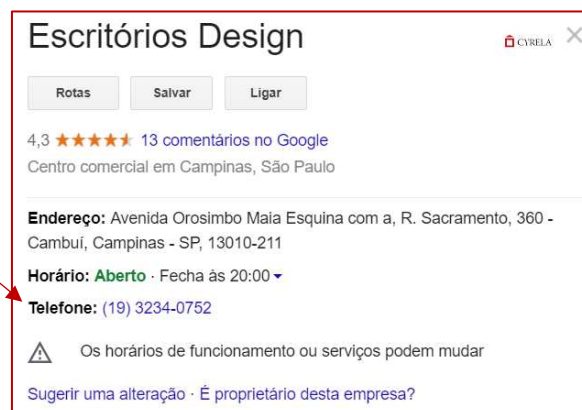 Escritórios Design
CYRELA
Rotas Salvar Ligar
4,3 13 comentários no Google
Centro comercial em Campinas, São Paulo
Endereço: Avenida Orosimbo Maia Esquina com a, R. Sacramento, 360 -
Cambuí, Campinas - SP, 13010-211
Horário: Aberto · Fecha às 20:00
Telefone: (19) 3234-0752
Os horários de funcionamento ou serviços podem mudar
Sugerir uma alteração · É proprietário desta empresa?